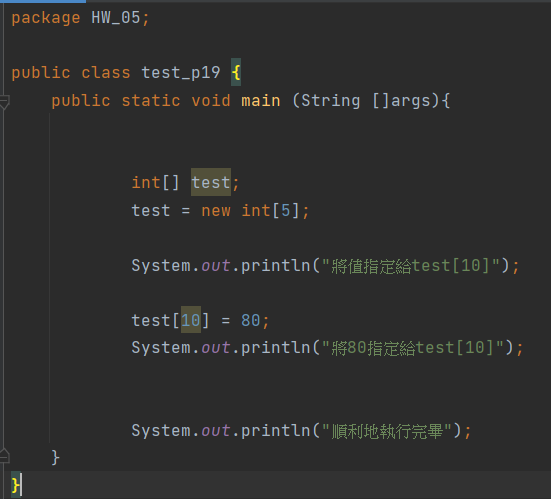 package HW_05;
public class test_p19 {
public static void main (String []args){
int[] test;
test = new int[5];
System.out.println("將值指定給test[10]");
test[10] = 80;
System.out.println("將80指定給test[10]");
System.out.println("順利地執行完畢");
}
}